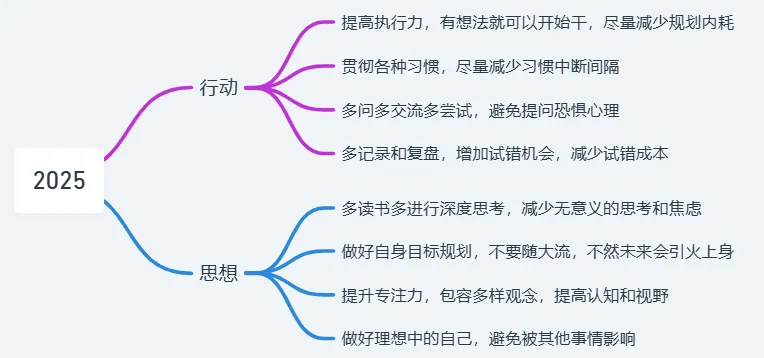 2025
行动
提高执行力，有想法就可以开始干，尽量减少规划内耗
贯彻各种习惯，尽量减少习惯中断间隔
多问多交流多尝试，避免提问恐惧心理
多记录和复盘，增加试错机会，减少试错成本
思想
多读书多进行深度思考，减少无意义的思考和焦虑
做好自身目标规划，不要随大流，不然未来会引火上身
提升专注力，包容多样观念，提高认知和视野
做好理想中的自己，避免被其他事情影响